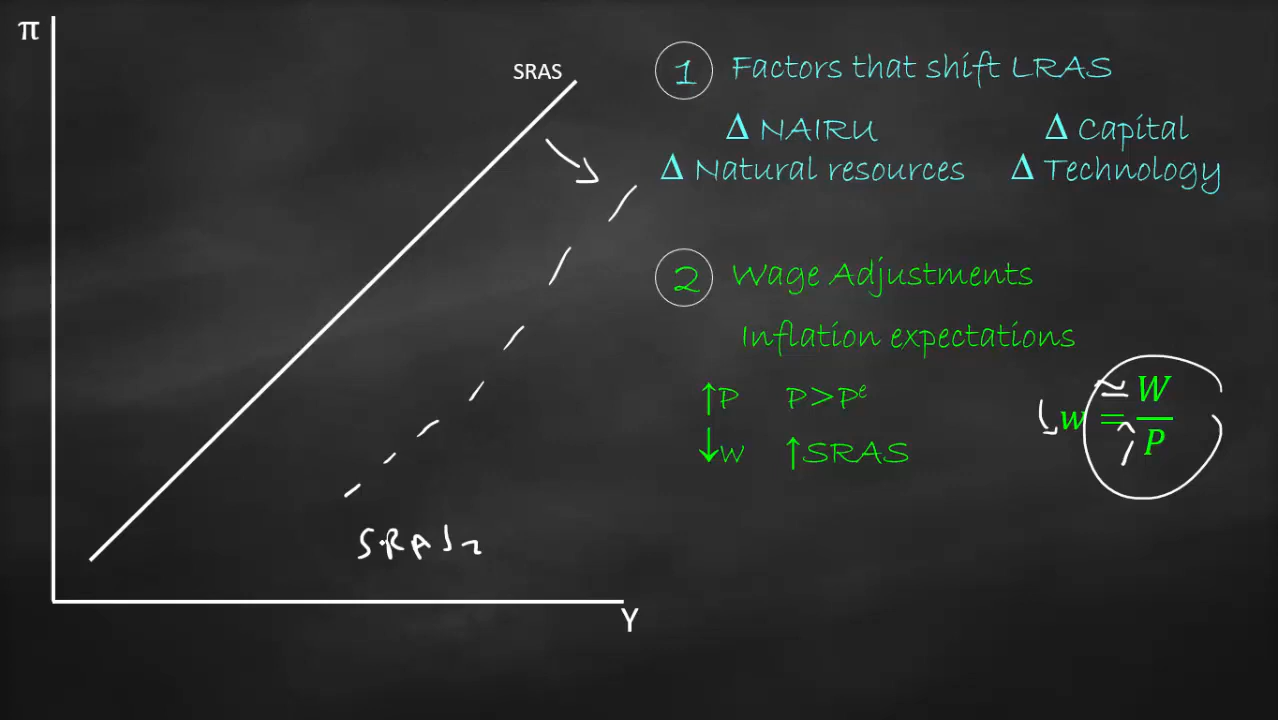 π
SRAS
SRAS₂
Y
1 Factors that shift LRAS
Δ NAIRU Δ Capital
Δ Natural resources Δ Technology
2 Wage Adjustments
Inflation expectations
↑P P>Pᵉ
↓w ↑SRAS
↓w = W/P